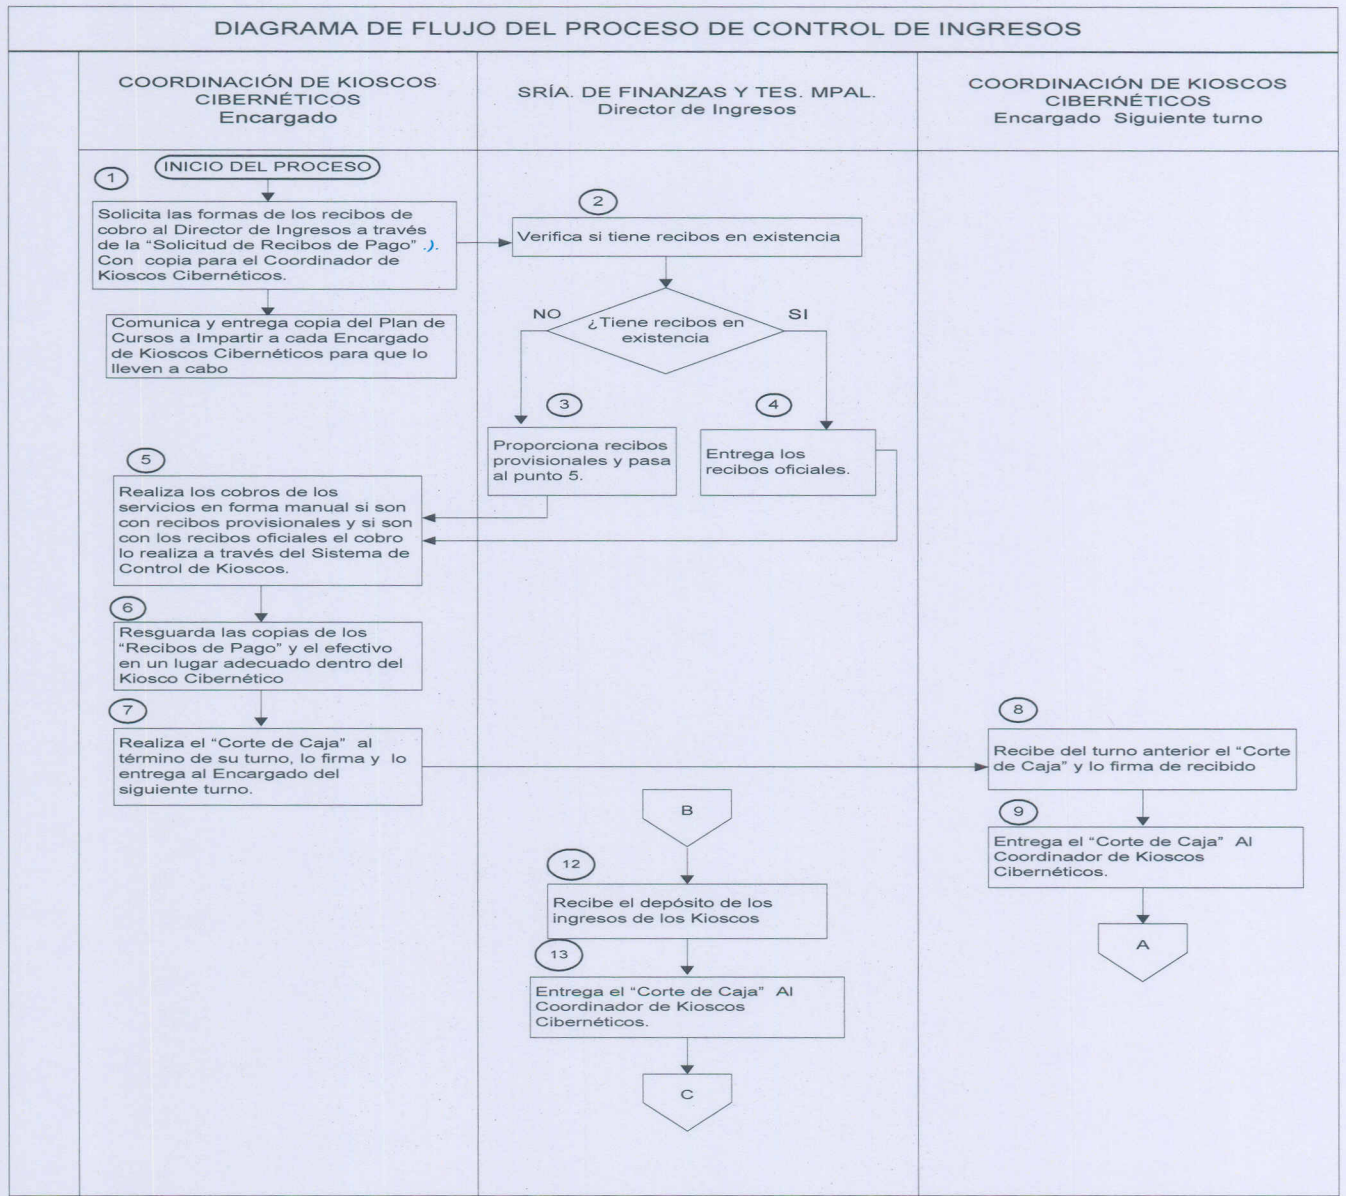 DIAGRAMA DE FLUJO DEL PROCESO DE CONTROL DE INGRESOS
COORDINACIÓN DE KIOSCOS
CIBERNÉTICOS
Encargado
SRÍA. DE FINANZAS Y TES. MPAL.
Director de Ingresos
COORDINACIÓN DE KIOSCOS
CIBERNÉTICOS
Encargado Siguiente turno
INICIO DEL PROCESO
1
Solicita las formas de los recibos de
cobro al Director de Ingresos a través
de la “Solicitud de Recibos de Pago” .).
Con copia para el Coordinador de
Kioscos Cibernéticos.
2
Verifica si tiene recibos en existencia
Comunica y entrega copia del Plan de
Cursos a Impartir a cada Encargado
de Kioscos Cibernéticos para que lo
lleven a cabo
NO
¿Tiene recibos en
existencia
SI
3
Proporciona recibos
provisionales y pasa
al punto 5.
4
Entrega los
recibos oficiales.
5
Realiza los cobros de los
servicios en forma manual si son
con recibos provisionales y si son
con los recibos oficiales el cobro
lo realiza a través del Sistema de
Control de Kioscos.
6
Resguarda las copias de los
“Recibos de Pago” y el efectivo
en un lugar adecuado dentro del
Kiosco Cibernético
7
Realiza el “Corte de Caja” al
término de su turno, lo firma y lo
entrega al Encargado del
siguiente turno.
8
Recibe del turno anterior el “Corte
de Caja” y lo firma de recibido
9
Entrega el “Corte de Caja” Al
Coordinador de Kioscos
Cibernéticos.
A
B
12
Recibe el depósito de los
ingresos de los Kioscos
13
Entrega el “Corte de Caja” Al
Coordinador de Kioscos
Cibernéticos.
C